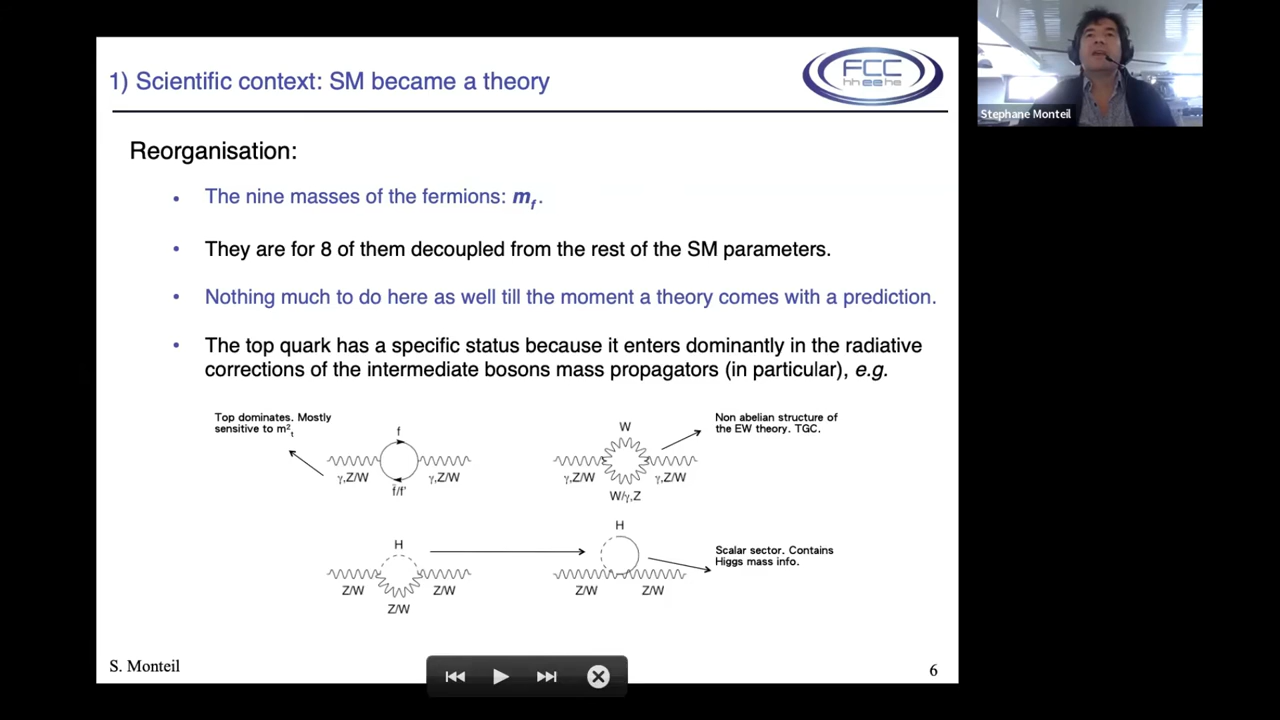 1) Scientific context: SM became a theory
FCC
hh ee he
Stephane Monteil
Reorganisation:
• The nine masses of the fermions: mf.
• They are for 8 of them decoupled from the rest of the SM parameters.
• Nothing much to do here as well till the moment a theory comes with a prediction.
• The top quark has a specific status because it enters dominantly in the radiative
corrections of the intermediate bosons mass propagators (in particular), e.g.
Top dominates. Mostly
sensitive to m²t
f
γ,Z/W
γ,Z/W
f̄/f'
W
γ,Z/W
γ,Z/W
W/γ,Z
Non abelian structure of
the EW theory. TGC.
H
Z/W
Z/W
Z/W
H
Z/W
Z/W
Scalar sector. Contains
Higgs mass info.
S. Monteil
6